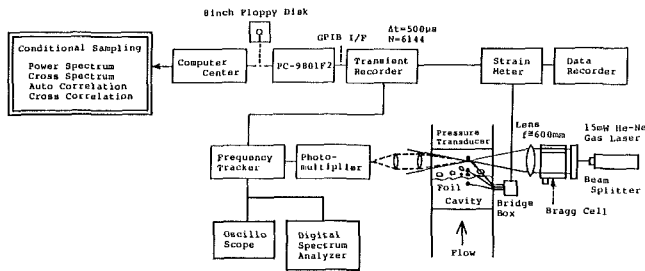 8inch Floppy Disk
Conditional Sampling
Power Spectrum
Cross Spectrum
Auto Correlation
Cross Correlation
Computer
Center
PC-9801F2
GPIB I/F
Δt=500μs
N=6144
Transient
Recorder
Strain
Meter
Data
Recorder
Frequency
Tracker
Photo-
multiplier
Pressure
Transducer
Foil
Cavity
Flow
Lens
f≅600mm
15mW He-Ne
Gas Laser
Beam
Splitter
Bridge
Box
Bragg Cell
Oscillo
Scope
Digital
Spectrum
Analyzer